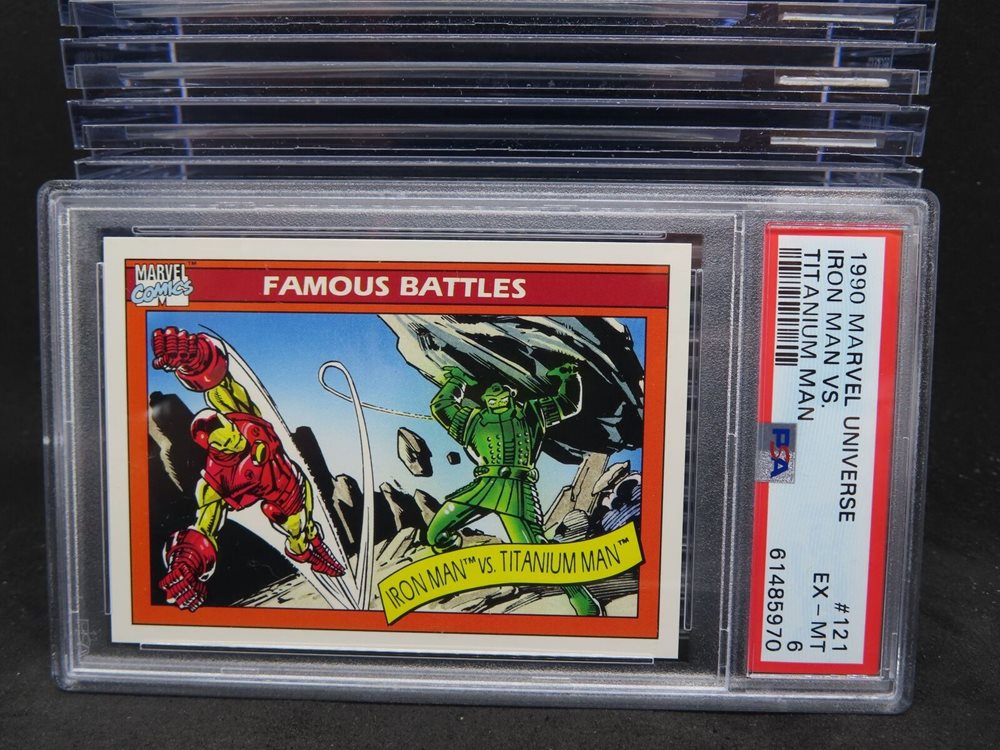 MARVEL™
COMICS
M
FAMOUS BATTLES
IRON MAN™ VS. TITANIUM MAN™
1990 MARVEL UNIVERSE #121
IRON MAN VS. EX - MT
TITANIUM MAN 6
PSA 61485970